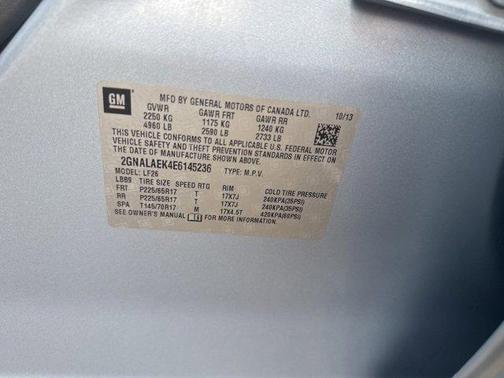 GM
MFD BY GENERAL MOTORS OF CANADA LTD.
GVWR GAWR FRT GAWR RR 10/13
2250 KG 1175 KG 1240 KG
4960 LB 2590 LB 2733 LB
THIS VEHICLE CONFORMS TO ALL APPLICABLE U.S. FEDERAL MOTOR
VEHICLE SAFETY AND THEFT PREVENTION STANDARDS IN EFFECT ON
THE DATE OF MANUFACTURE SHOWN ABOVE.
2GNALAEK4E6145236 TYPE: M.P.V.
MODEL: LF26
LBB9 TIRE SIZE SPEED RTG RIM COLD TIRE PRESSURE
FRT P225/65R17 T 17X7J 240KPA(35PSI)
RR P225/65R17 T 17X7J 240KPA(35PSI)
SPA T145/70R17 M 17X4.5T 420KPA(60PSI)
SEE OWNER'S MANUAL FOR MORE INFORMATION.